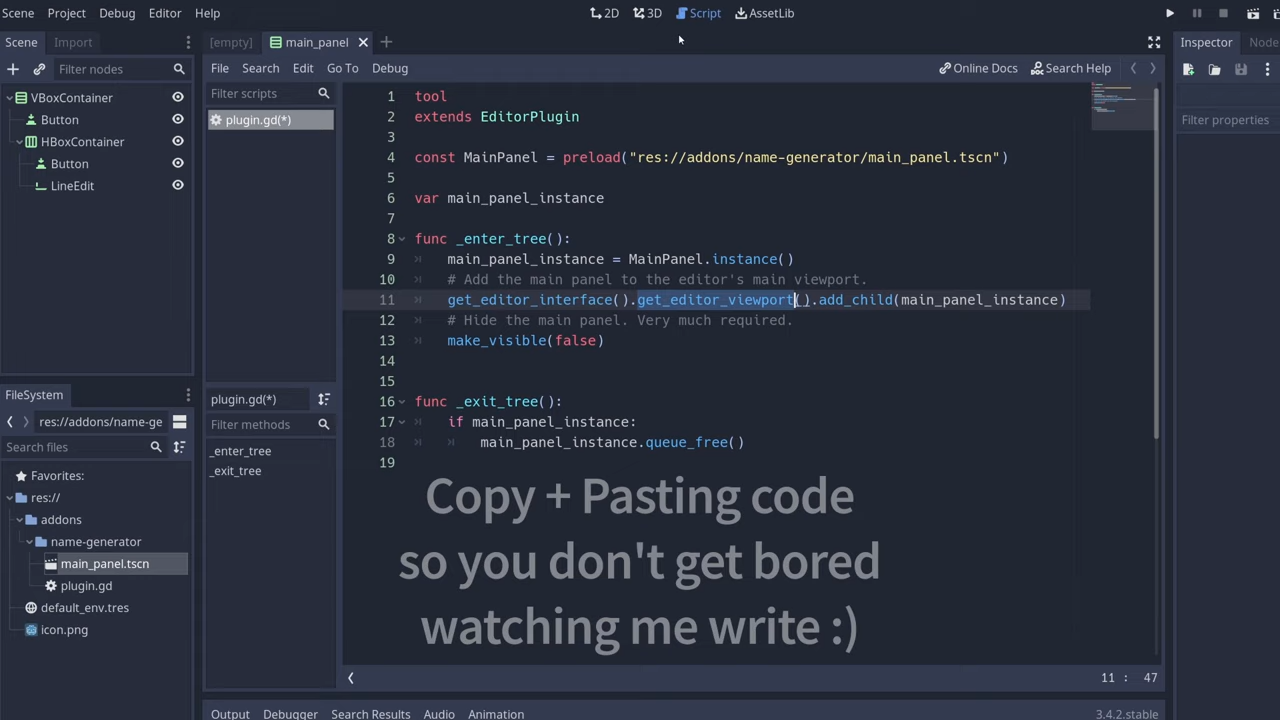 Scene Project Debug Editor Help
2D 3D Script AssetLib
Scene Import
Filter nodes
VBoxContainer
Button
HBoxContainer
Button
LineEdit
FileSystem
res://addons/name-ge
Search files
Favorites:
res://
addons
name-generator
main_panel.tscn
plugin.gd
default_env.tres
icon.png
[empty] main_panel
File Search Edit Go To Debug
Online Docs Search Help
Filter scripts
plugin.gd(*)
plugin.gd(*)
Filter methods
_enter_tree
_exit_tree
1 tool
2 extends EditorPlugin
3
4 const MainPanel = preload("res://addons/name-generator/main_panel.tscn")
5
6 var main_panel_instance
7
8 func _enter_tree():
9 main_panel_instance = MainPanel.instance()
10 # Add the main panel to the editor's main viewport.
11 get_editor_interface().get_editor_viewport().add_child(main_panel_instance)
12 # Hide the main panel. Very much required.
13 make_visible(false)
14
15
16 func _exit_tree():
17 if main_panel_instance:
18 main_panel_instance.queue_free()
19
Copy + Pasting code
so you don't get bored
watching me write :)
11 : 47
Output Debugger Search Results Audio Animation
3.4.2.stable
Inspector Node
Filter properties